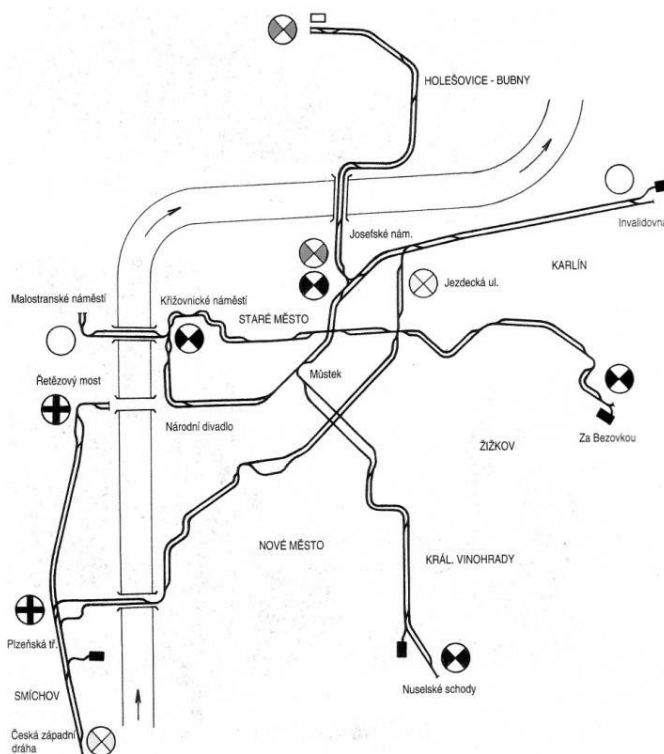 HOLEŠOVICE - BUBNY
Josefské nám.
Invalidovna
KARLÍN
Jezdecká ul.
Malostranské náměstí
Křižovnické náměstí
STARÉ MĚSTO
Řetězový most
Můstek
Národní divadlo
Za Bezovkou
ŽIŽKOV
NOVÉ MĚSTO
KRÁL. VINOHRADY
Plzeňská tř.
SMÍCHOV
Nuselské schody
Česká západní
dráha